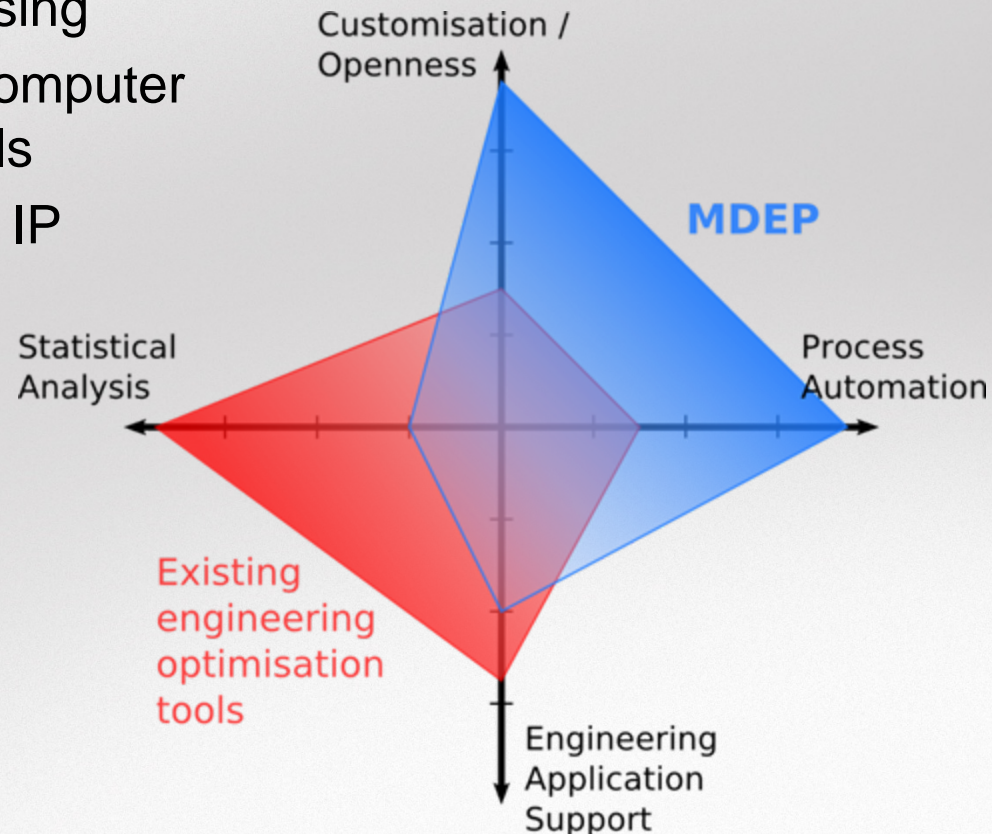 sing
omputer
ls
IP
Customisation /
Openness
MDEP
Statistical
Analysis
Process
Automation
Existing
engineering
optimisation
tools
Engineering
Application
Support